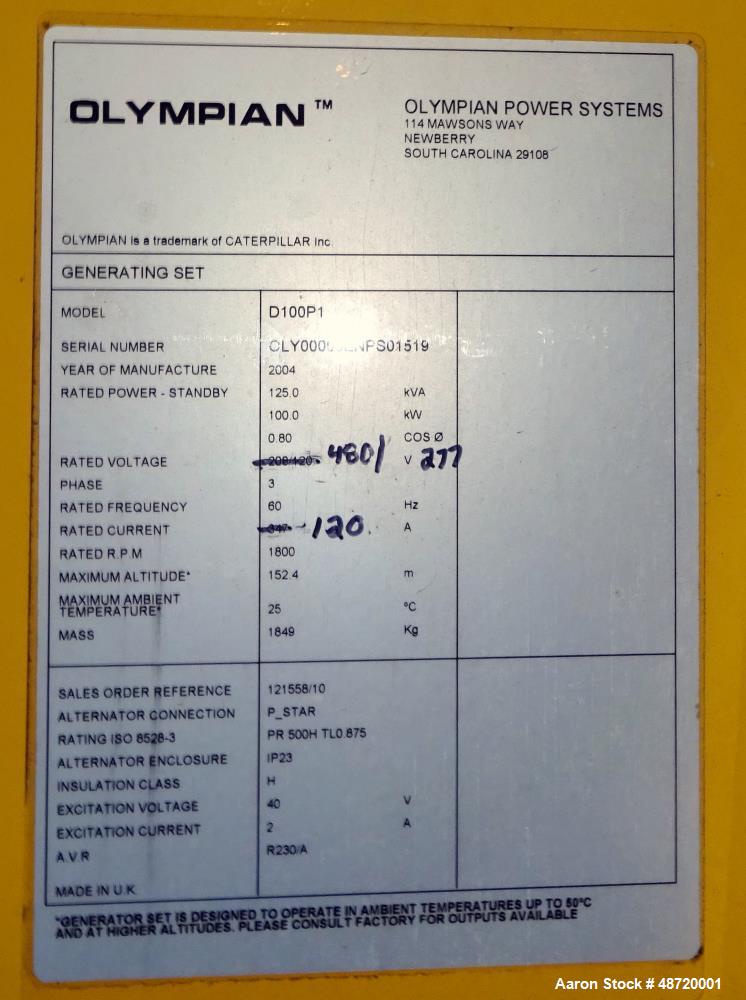 OLYMPIAN™
OLYMPIAN POWER SYSTEMS
114 MAWSONS WAY
NEWBERRY
SOUTH CAROLINA 29108
OLYMPIAN is a trademark of CATERPILLAR Inc.
GENERATING SET
MODEL D100P1
SERIAL NUMBER
YEAR OF MANUFACTURE 2004
RATED POWER - STANDBY 125.0 kVA
100.0 kW
0.80 COS Ø
RATED VOLTAGE 208/120 480/ V 277
PHASE 3
RATED FREQUENCY 60 Hz
RATED CURRENT 347 120 A
RATED R.P.M 1800
MAXIMUM ALTITUDE* 152.4 m
MAXIMUM AMBIENT
TEMPERATURE* 25 °C
MASS 1849 Kg
SALES ORDER REFERENCE 121558/10
ALTERNATOR CONNECTION P_STAR
RATING ISO 8528-3 PR 500H TL0.875
ALTERNATOR ENCLOSURE IP23
INSULATION CLASS H
EXCITATION VOLTAGE 40 V
EXCITATION CURRENT 2 A
A.V.R R230/A
MADE IN U.K
*GENERATOR SET IS DESIGNED TO OPERATE IN AMBIENT TEMPERATURES UP TO 50°C
AND AT HIGHER ALTITUDES. PLEASE CONSULT FACTORY FOR OUTPUTS AVAILABLE
Aaron Stock # 48720001